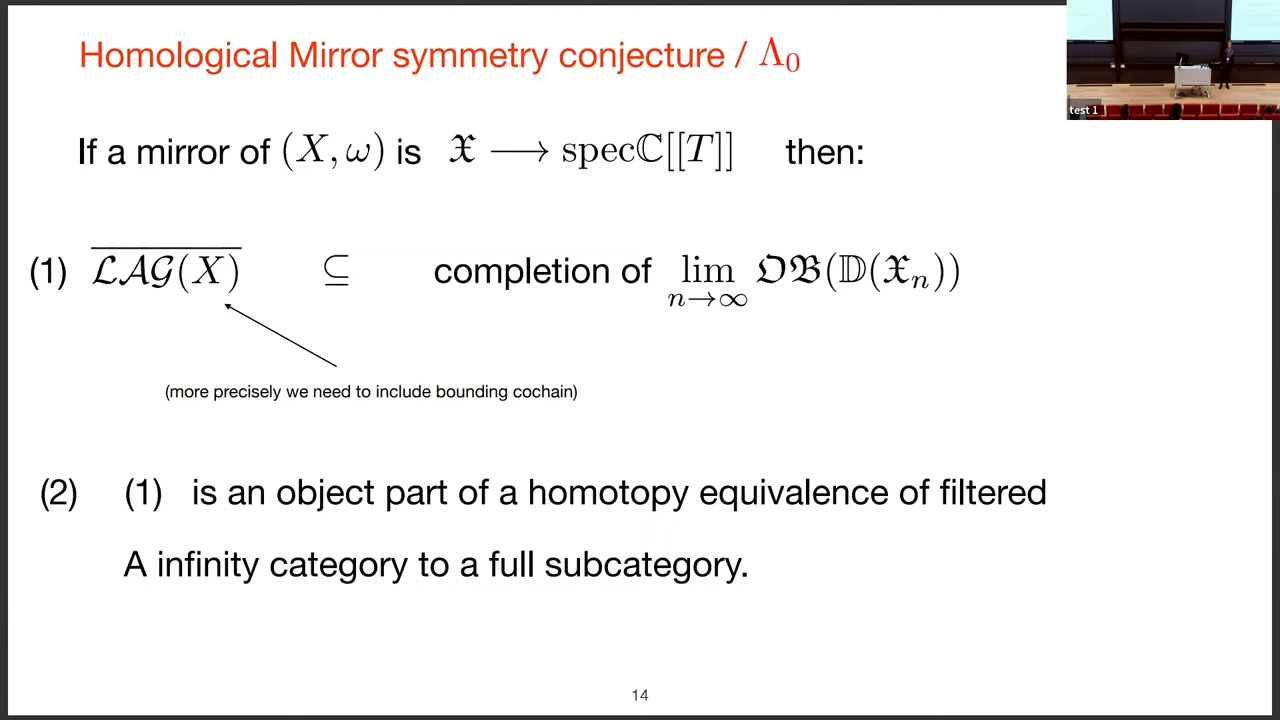 Homological Mirror symmetry conjecture / Λ₀
test 1
If a mirror of (X, ω) is 𝔛 ⟶ specℂ[[T]] then:
(1) \overline{ℒ𝒜𝒢(X)} ⊆ completion of lim_{n→∞} 𝔒𝔅(𝔻(𝔛ₙ))
(more precisely we need to include bounding cochain)
(2) (1) is an object part of a homotopy equivalence of filtered
A infinity category to a full subcategory.
14